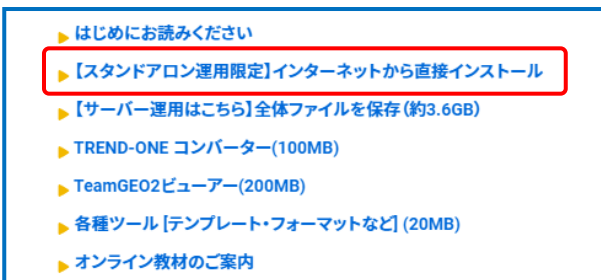 はじめにお読みください
【スタンドアロン運用限定】インターネットから直接インストール
【サーバー運用はこちら】全体ファイルを保存(約3.6GB)
TREND-ONE コンバーター(100MB)
TeamGEO2ビューアー(200MB)
各種ツール [テンプレート・フォーマットなど] (20MB)
オンライン教材のご案内